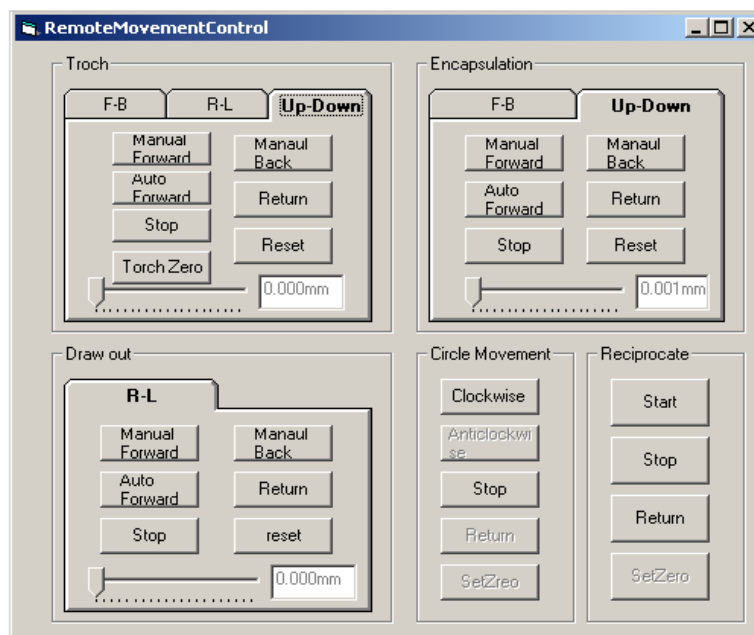 RemoteMovementControl
Troch
F-B R-L Up-Down
Manual
Forward
Manaul
Back
Auto
Forward
Return
Stop
Reset
Torch Zero
0.000mm
Encapsulation
F-B Up-Down
Manual
Forward
Manaul
Back
Auto
Forward
Return
Stop
Reset
0.001mm
Draw out
R-L
Manual
Forward
Manaul
Back
Auto
Forward
Return
Stop
reset
0.000mm
Circle Movement
Clockwise
Anticlockwi
se
Stop
Return
SetZreo
Reciprocate
Start
Stop
Return
SetZero